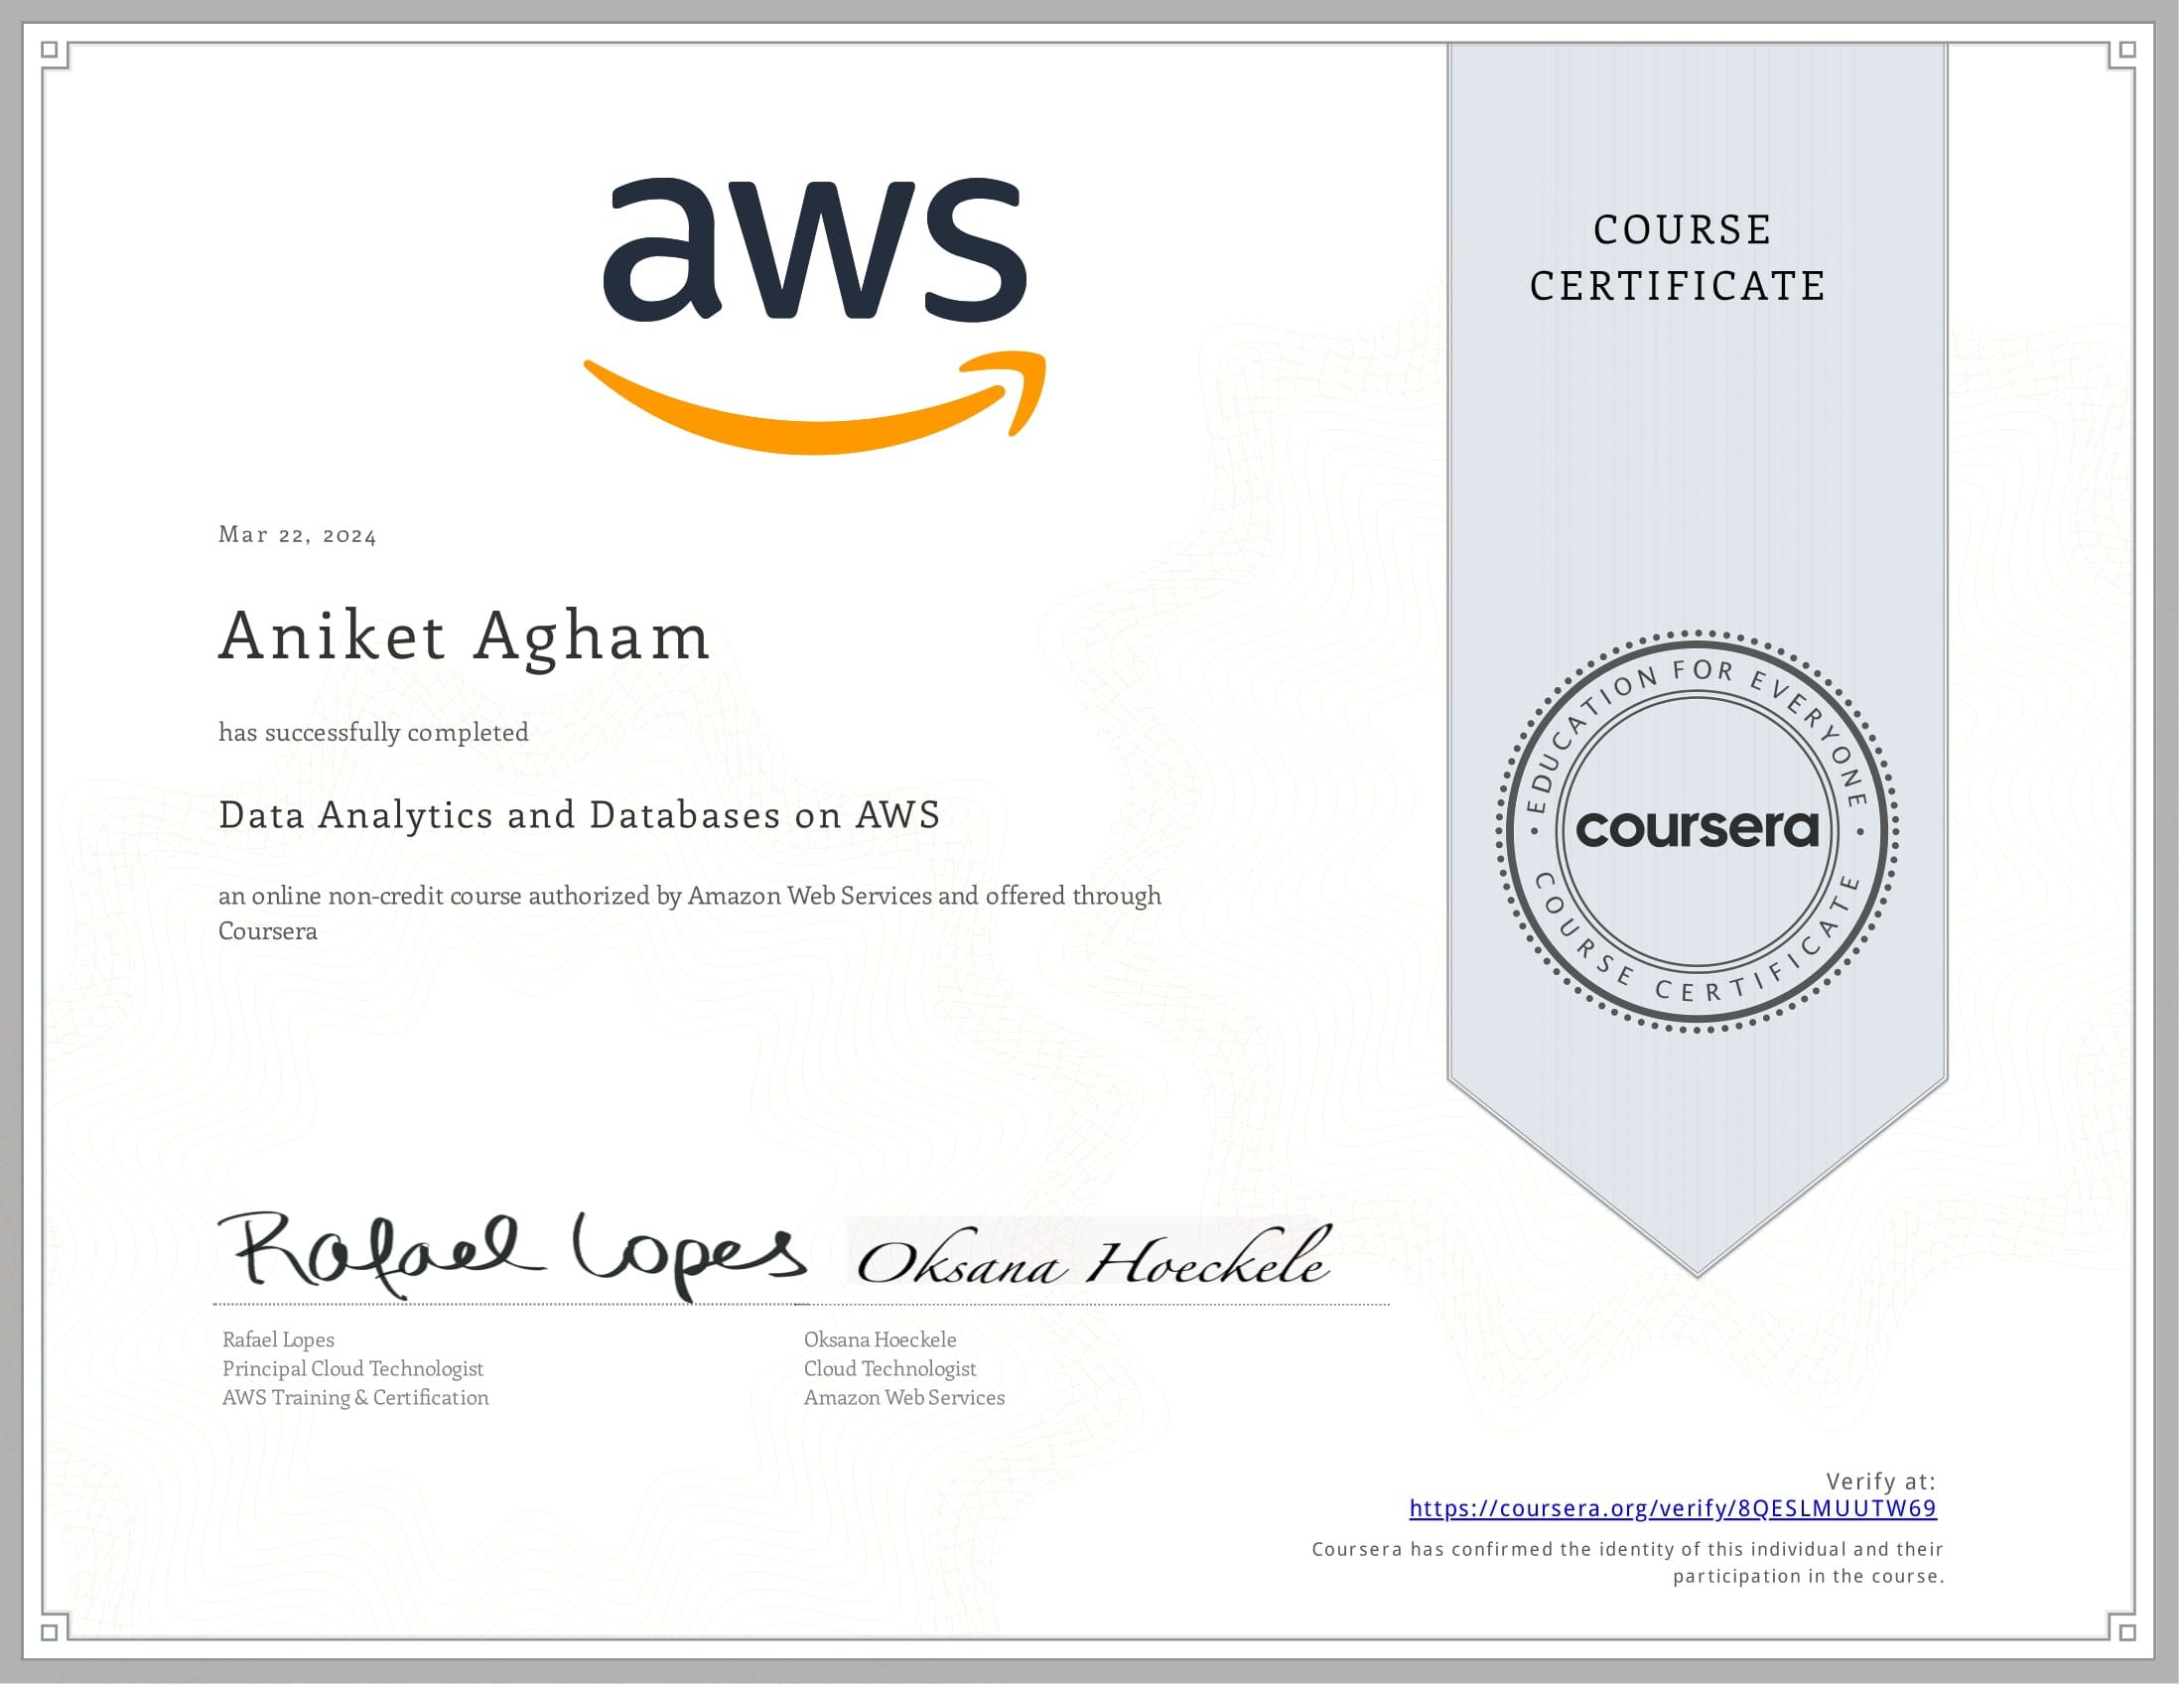 aws
COURSE
CERTIFICATE
Mar 22, 2024
Aniket Agham
has successfully completed
Data Analytics and Databases on AWS
an online non-credit course authorized by Amazon Web Services and offered through
Coursera
EDUCATION FOR EVERYONE
coursera
COURSE CERTIFICATE
Rafael Lopes
Oksana Hoeckele
Rafael Lopes
Principal Cloud Technologist
AWS Training & Certification
Oksana Hoeckele
Cloud Technologist
Amazon Web Services
Verify at:
https://coursera.org/verify/8QESLMUUTW69
Coursera has confirmed the identity of this individual and their
participation in the course.